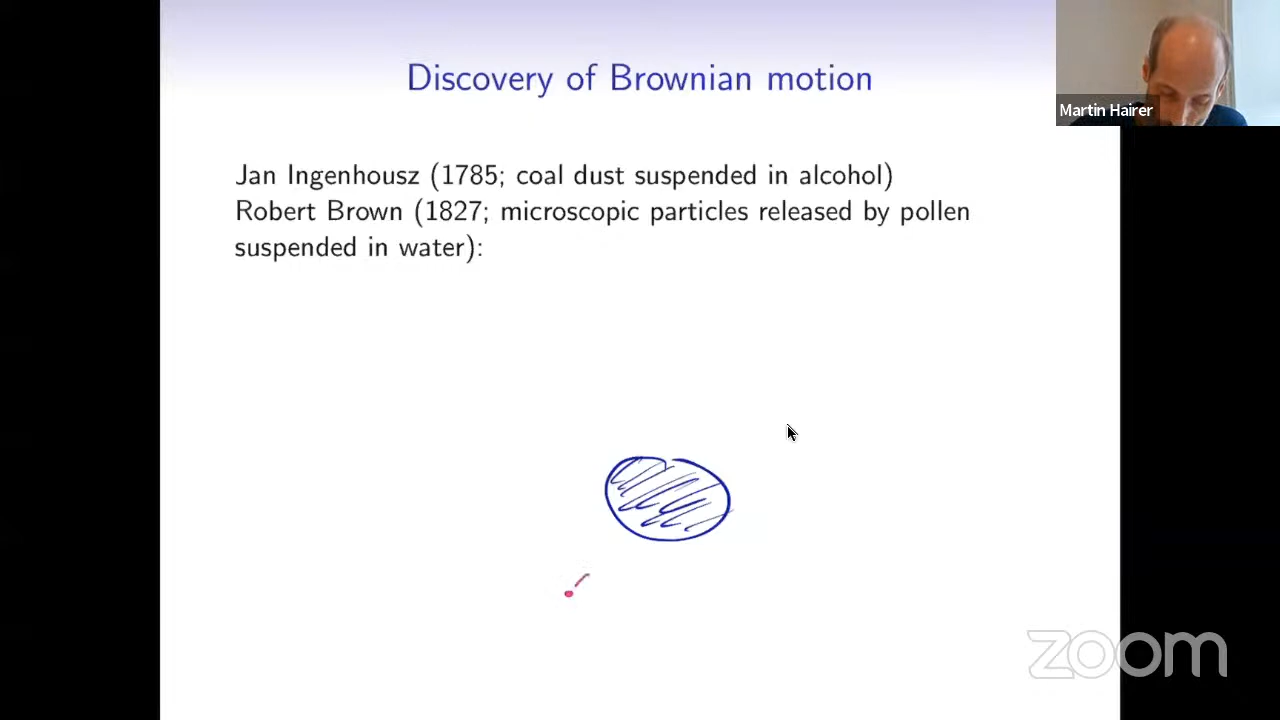 Discovery of Brownian motion
Martin Hairer
Jan Ingenhousz (1785; coal dust suspended in alcohol)
Robert Brown (1827; microscopic particles released by pollen
suspended in water):
zoom